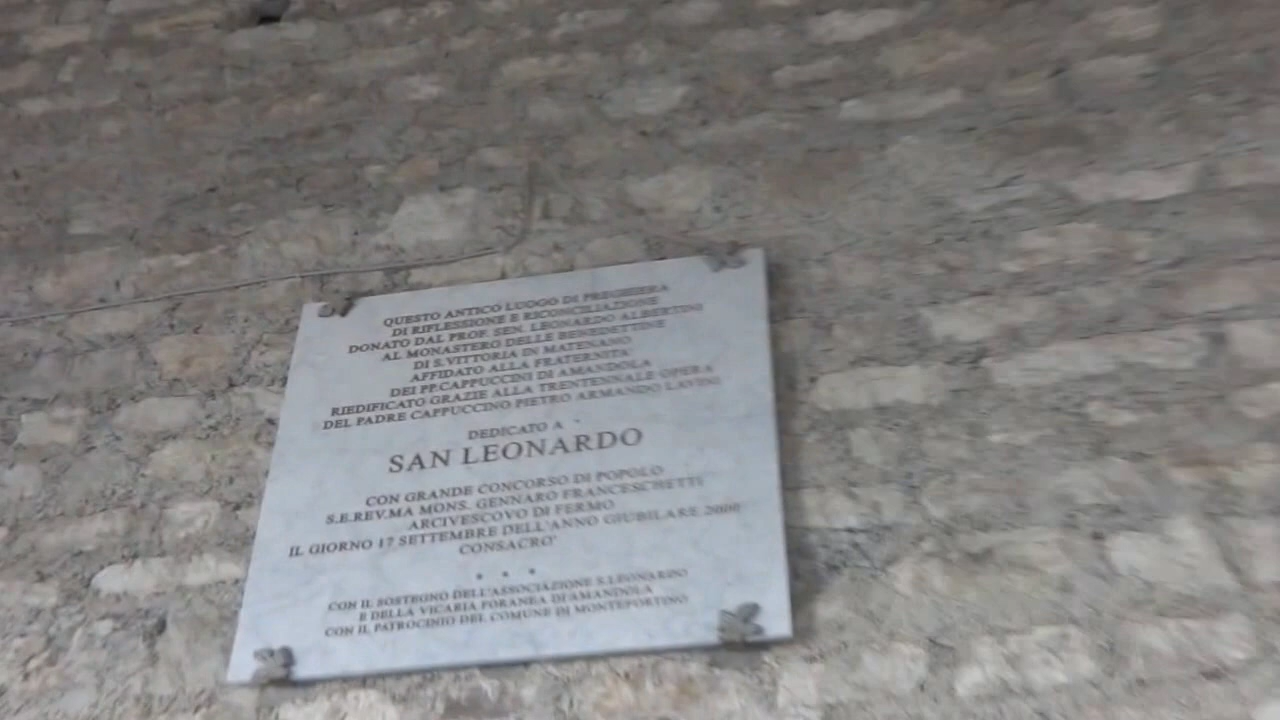 QUESTO ANTICO LUOGO DI PREGHIERA
DI RIFLESSIONE E RICONCILIAZIONE
DONATO DAL PROF. SEN. LEONARDO ALBERTINI
AL MONASTERO DELLE BENEDETTINE
DI S.VITTORIA IN MATENANO
AFFIDATO ALLA FRATERNITA'
DEI PP.CAPPUCCINI DI AMANDOLA
RIEDIFICATO GRAZIE ALLA TRENTENNALE OPERA
DEL PADRE CAPPUCCINO PIETRO ARMANDO LAVINI
DEDICATO A
SAN LEONARDO
CON GRANDE CONCORSO DI POPOLO
S.E.REV.MA MONS. GENNARO FRANCESCHETTI
ARCIVESCOVO DI FERMO
IL GIORNO 17 SETTEMBRE DELL'ANNO GIUBILARE 2000
CONSACRO'
* * *
CON IL SOSTEGNO DELL'ASSOCIAZIONE S.LEONARDO
E DELLA VICARIA FORANEA DI AMANDOLA
CON IL PATROCINIO DEL COMUNE DI MONTEFORTINO